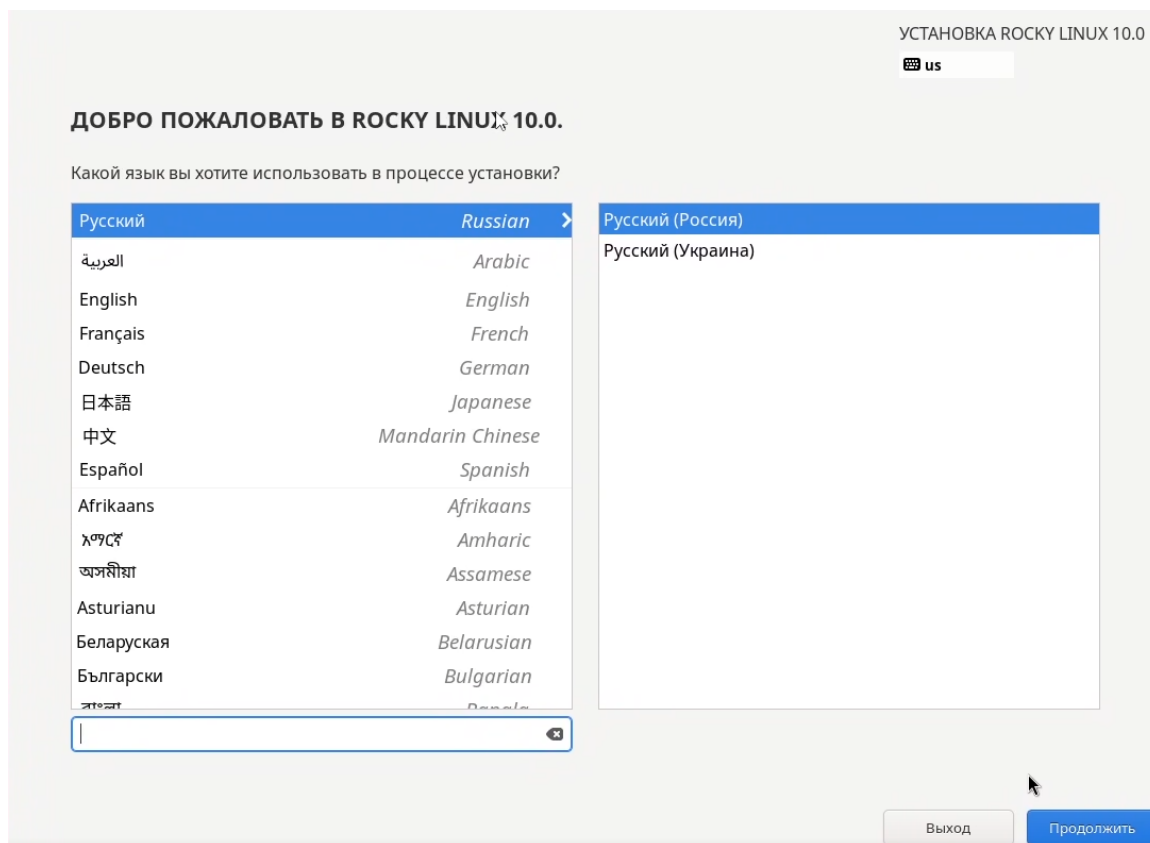 УСТАНОВКА ROCKY LINUX 10.0
us
ДОБРО ПОЖАЛОВАТЬ В ROCKY LINUX 10.0.
Какой язык вы хотите использовать в процессе установки?
Русский Russian
العربية Arabic
English English
Français French
Deutsch German
日本語 Japanese
中文 Mandarin Chinese
Español Spanish
Afrikaans Afrikaans
አማርኛ Amharic
অসমীয়া Assamese
Asturianu Asturian
Беларуская Belarusian
Български Bulgarian
বাংলা Bangla
Русский (Россия)
Русский (Украина)
Выход
Продолжить